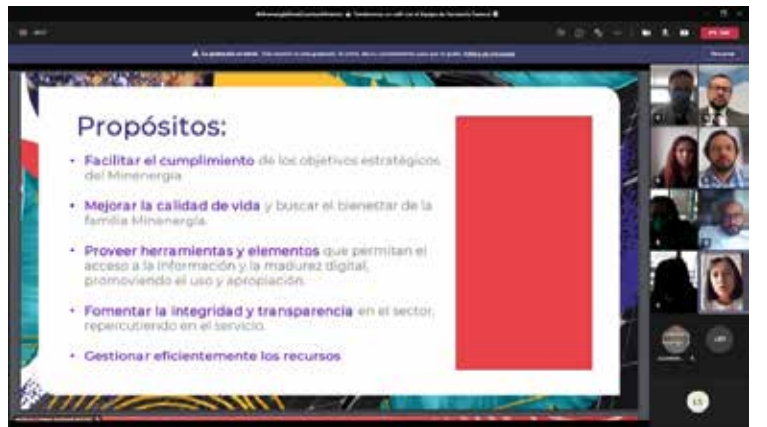 Propósitos:
• Facilitar el cumplimiento de los objetivos estratégicos
del Minenergía
• Mejorar la calidad de vida y buscar el bienestar de la
familia Minenergía.
• Proveer herramientas y elementos que permitan el
acceso a la información y la madurez digital,
promoviendo el uso y apropiación.
• Fomentar la integridad y transparencia en el sector,
repercutiendo en el servicio.
• Gestionar eficientemente los recursos
LS